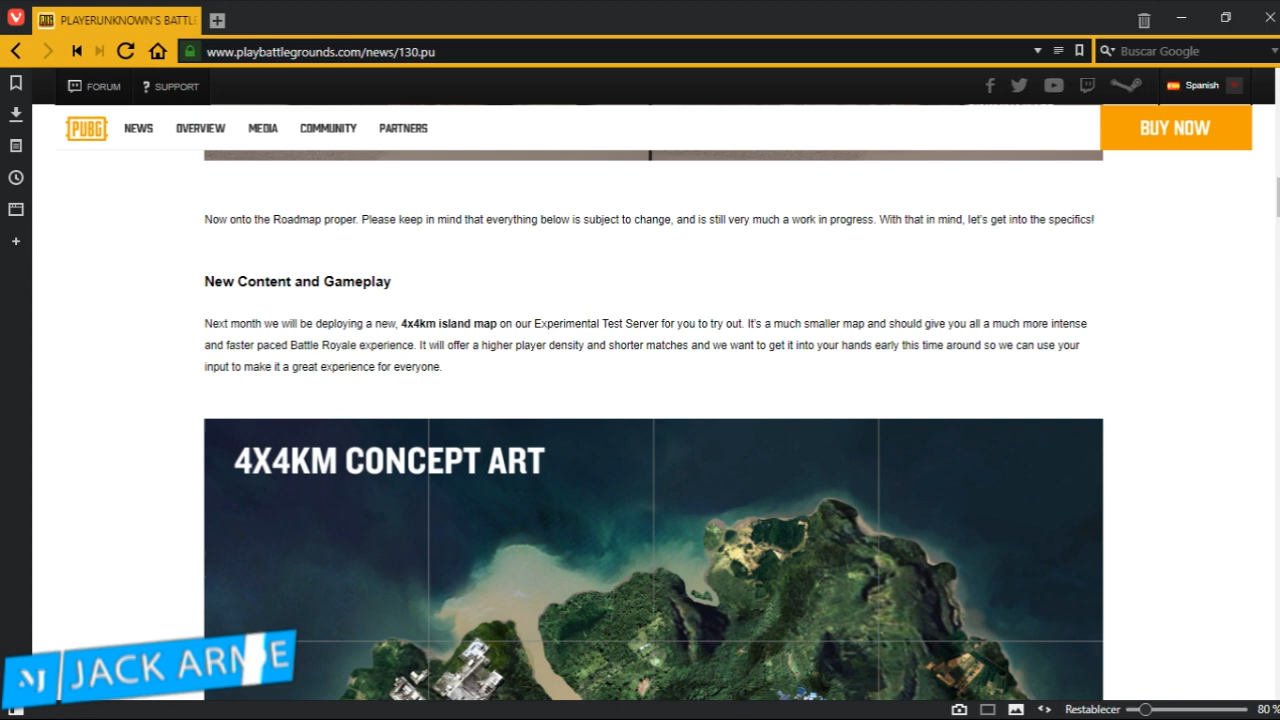 PLAYERUNKNOWN'S BATTLE
www.playbattlegrounds.com/news/130.pu
Buscar Google
FORUM
SUPPORT
Spanish
PUBG
NEWS
OVERVIEW
MEDIA
COMMUNITY
PARTNERS
BUY NOW
Now onto the Roadmap proper. Please keep in mind that everything below is subject to change, and is still very much a work in progress. With that in mind, let's get into the specifics!
New Content and Gameplay
Next month we will be deploying a new, 4x4km island map on our Experimental Test Server for you to try out. It's a much smaller map and should give you all a much more intense
and faster paced Battle Royale experience. It will offer a higher player density and shorter matches and we want to get it into your hands early this time around so we can use your
input to make it a great experience for everyone.
4X4KM CONCEPT ART
JACK ARNIE
Restablecer
80 %